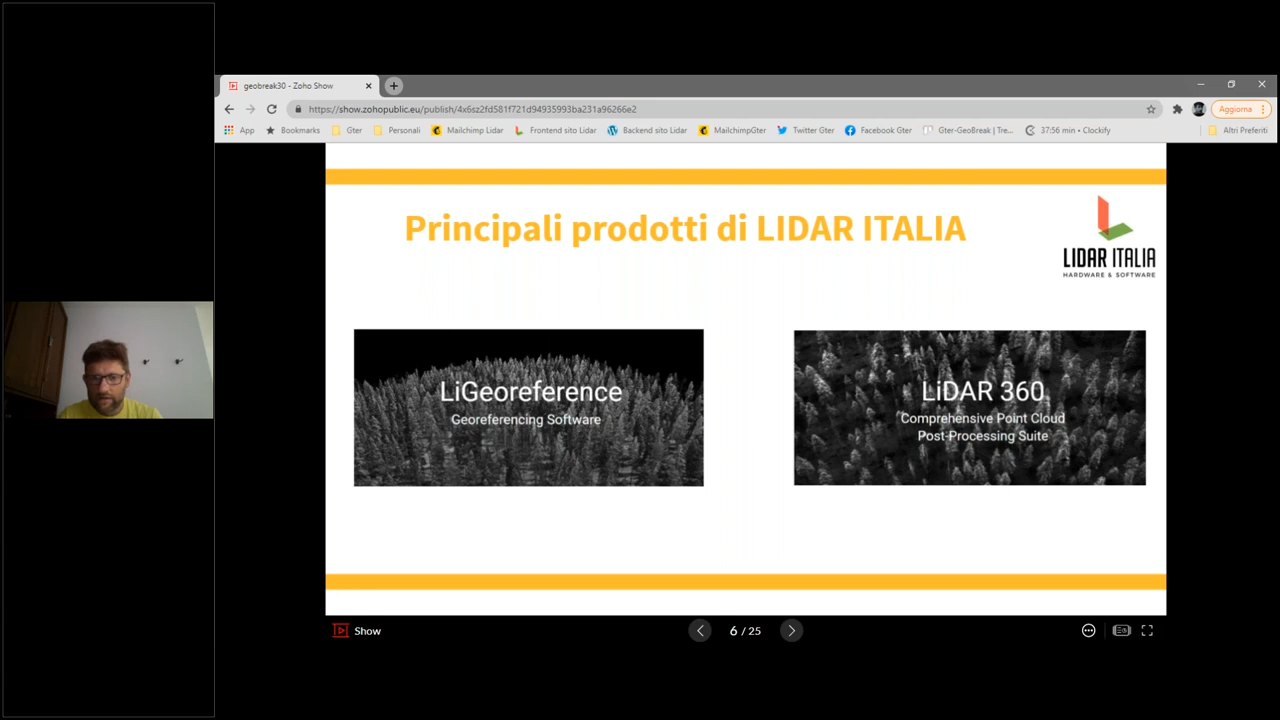 geobreak30 - Zoho Show
https://show.zohopublic.eu/publish/4x6sz2fd581f721d94935993ba231a96266e2
Aggiorna
App Bookmarks Gter Personali Mailchimp Lidar Frontend sito Lidar Backend sito Lidar MailchimpGter Twitter Gter Facebook Gter Gter-GeoBreak | Tre... 37:56 min • Clockify Altri Preferiti
Principali prodotti di LIDAR ITALIA
LIDAR ITALIA
HARDWARE & SOFTWARE
LiGeoreference
Georeferencing Software
LiDAR 360
Comprehensive Point Cloud
Post-Processing Suite
Show
6 / 25